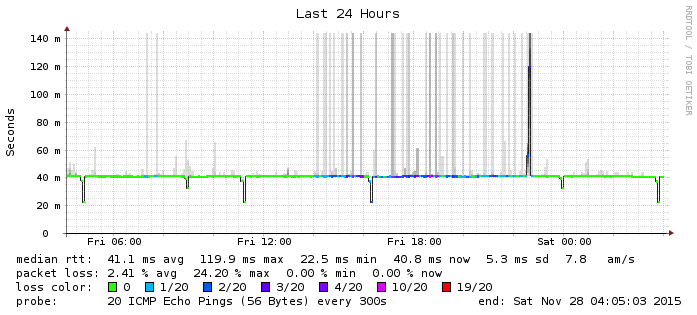 Last 24 Hours
RRDTOOL / TOBI OETIKER
Seconds
140 m
120 m
100 m
80 m
60 m
40 m
20 m
0
Fri 06:00 Fri 12:00 Fri 18:00 Sat 00:00
median rtt: 41.1 ms avg 119.9 ms max 22.5 ms min 40.8 ms now 5.3 ms sd 7.8 am/s
packet loss: 2.41 % avg 24.20 % max 0.00 % min 0.00 % now
loss color: 0 1/20 2/20 3/20 4/20 10/20 19/20
probe: 20 ICMP Echo Pings (56 Bytes) every 300s end: Sat Nov 28 04:05:03 2015